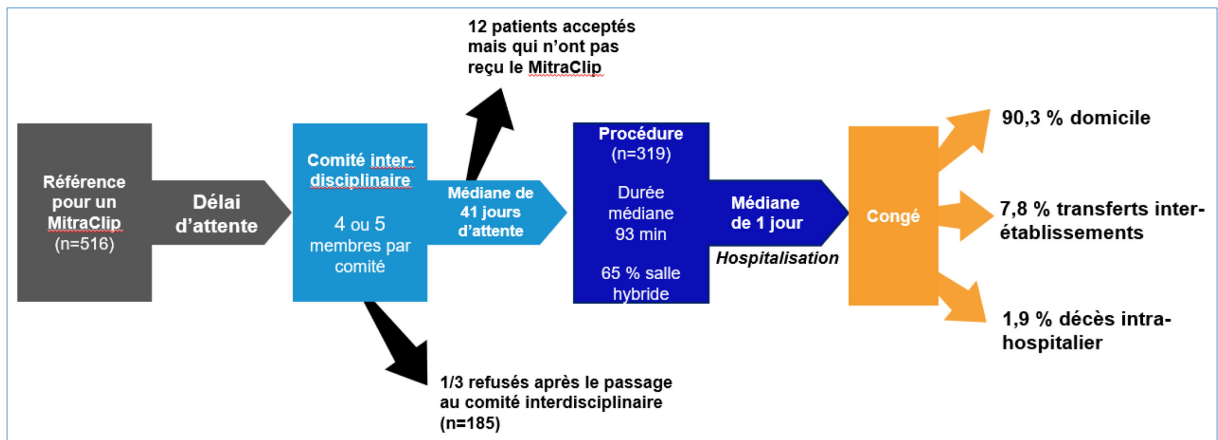 12 patients acceptés
mais qui n’ont pas
reçu le MitraClip
Référence
pour un
MitraClip
(n=516)
Délai
d’attente
Comité inter-
disciplinaire
4 ou 5
membres par
comité
Médiane de
41 jours
d’attente
1/3 refusés après le passage
au comité interdisciplinaire
(n=185)
Procédure
(n=319)
Durée
médiane
93 min
65 % salle
hybride
Médiane
de 1 jour
Hospitalisation
Congé
90,3 % domicile
7,8 % transferts inter-
établissements
1,9 % décès intra-
hospitalier